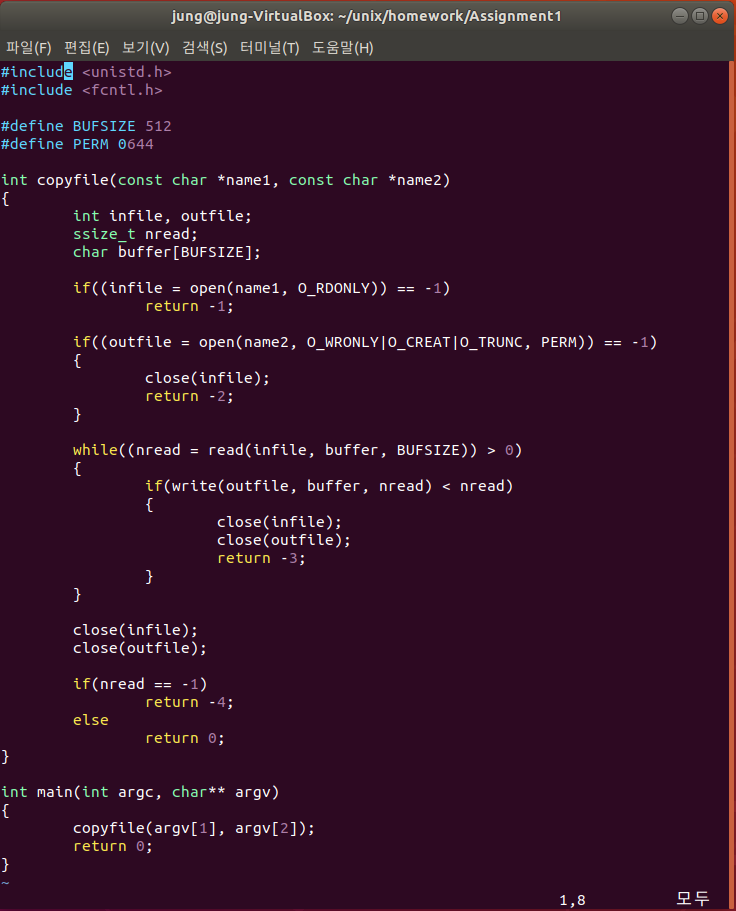 jung@jung-VirtualBox: ~/unix/homework/Assignment1
파일(F) 편집(E) 보기(V) 검색(S) 터미널(T) 도움말(H)
#include <unistd.h>
#include <fcntl.h>

#define BUFSIZE 512
#define PERM 0644

int copyfile(const char *name1, const char *name2)
{
        int infile, outfile;
        ssize_t nread;
        char buffer[BUFSIZE];

        if((infile = open(name1, O_RDONLY)) == -1)
                return -1;

        if((outfile = open(name2, O_WRONLY|O_CREAT|O_TRUNC, PERM)) == -1)
        {
                close(infile);
                return -2;
        }

        while((nread = read(infile, buffer, BUFSIZE)) > 0)
        {
                if(write(outfile, buffer, nread) < nread)
                {
                        close(infile);
                        close(outfile);
                        return -3;
                }
        }

        close(infile);
        close(outfile);

        if(nread == -1)
                return -4;
        else
                return 0;
}

int main(int argc, char** argv)
{
        copyfile(argv[1], argv[2]);
        return 0;
}
~
1,8 모두